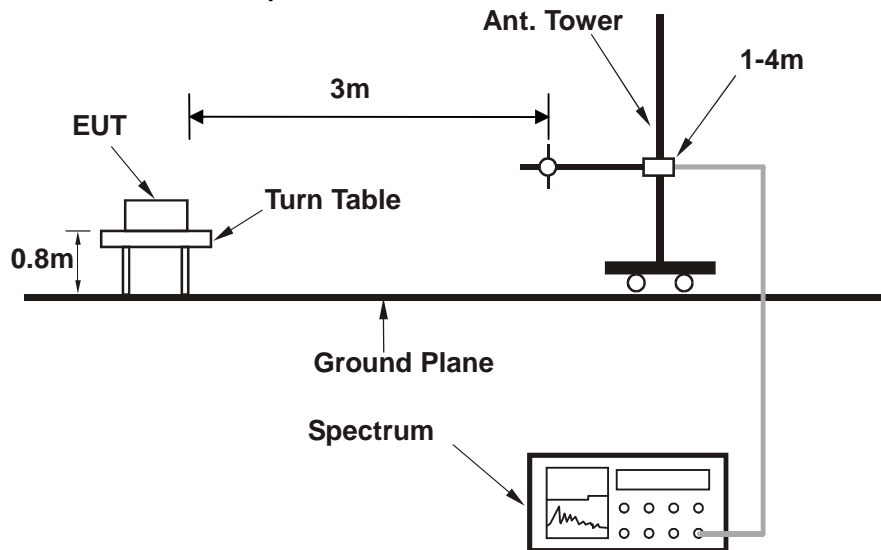 Ant. Tower
1-4m
3m
EUT
Turn Table
0.8m
Ground Plane
Spectrum